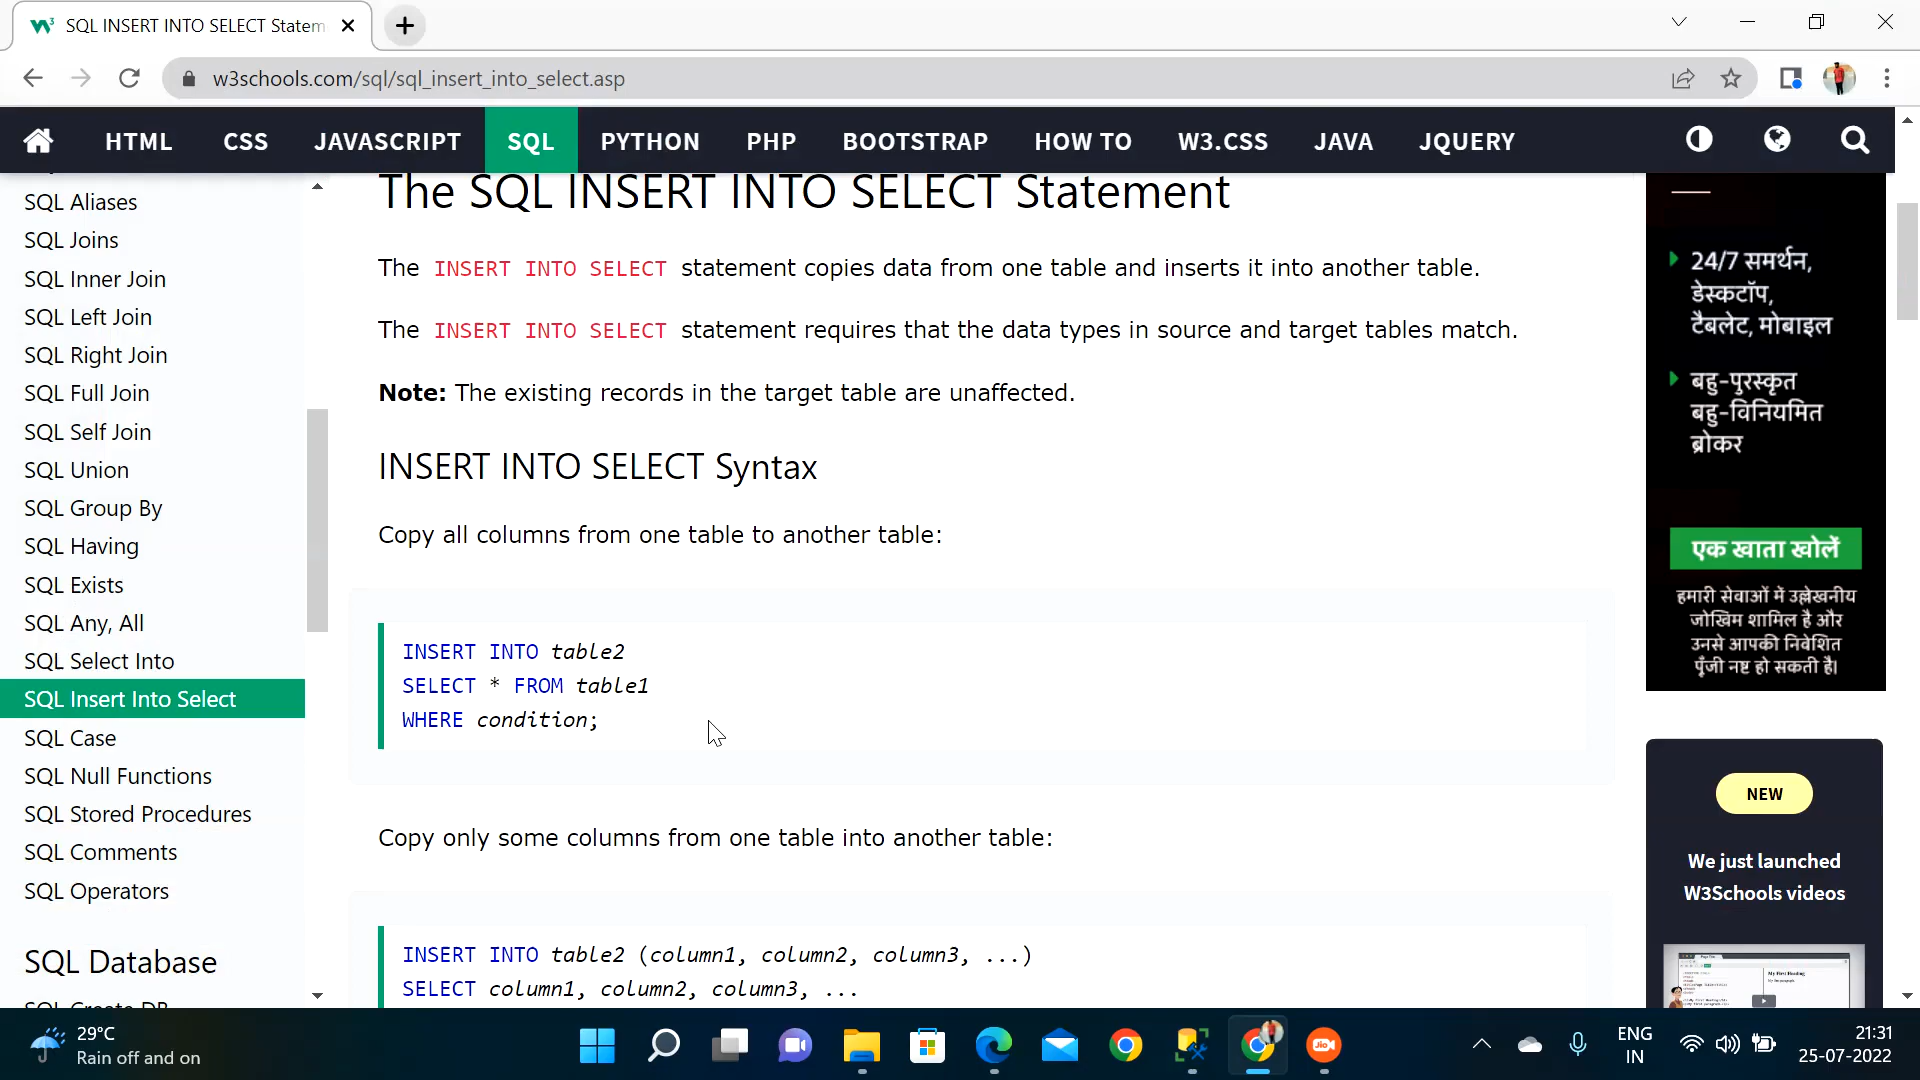 SQL INSERT INTO SELECT Statem
w3schools.com/sql/sql_insert_into_select.asp
HTML CSS JAVASCRIPT SQL PYTHON PHP BOOTSTRAP HOW TO W3.CSS JAVA JQUERY
SQL Aliases
SQL Joins
SQL Inner Join
SQL Left Join
SQL Right Join
SQL Full Join
SQL Self Join
SQL Union
SQL Group By
SQL Having
SQL Exists
SQL Any, All
SQL Select Into
SQL Insert Into Select
SQL Case
SQL Null Functions
SQL Stored Procedures
SQL Comments
SQL Operators
SQL Database
SQL Create DB
The SQL INSERT INTO SELECT Statement
The INSERT INTO SELECT statement copies data from one table and inserts it into another table.
The INSERT INTO SELECT statement requires that the data types in source and target tables match.
Note: The existing records in the target table are unaffected.
INSERT INTO SELECT Syntax
Copy all columns from one table to another table:
INSERT INTO table2
SELECT * FROM table1
WHERE condition;
Copy only some columns from one table into another table:
INSERT INTO table2 (column1, column2, column3, ...)
SELECT column1, column2, column3, ...
24/7 समर्थन,
डेस्कटॉप,
टैबलेट, मोबाइल
बहु-पुरस्कृत
बहु-विनियमित
ब्रोकर
एक खाता खोलें
हमारी सेवाओं में उल्लेखनीय
जोखिम शामिल है और
उनसे आपकी निवेशित
पूँजी नष्ट हो सकती है।
NEW
We just launched
W3Schools videos
29°C
Rain off and on
Jio
ENG
IN
21:31
25-07-2022